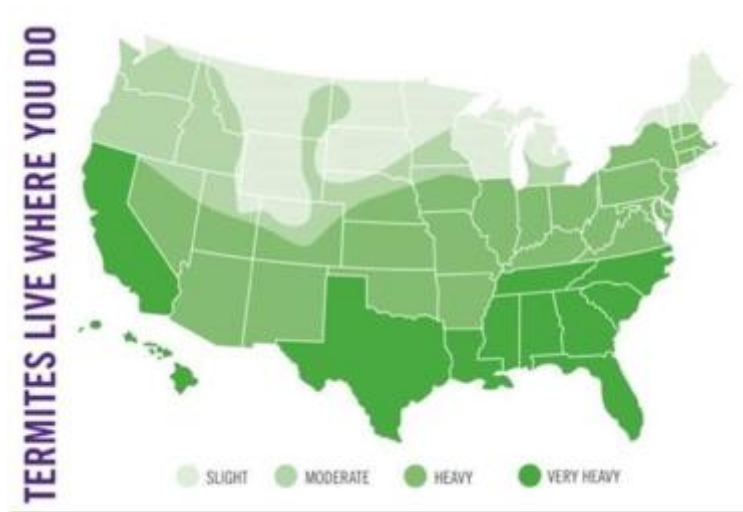 TERMITES LIVE WHERE YOU DO
SLIGHT
MODERATE
HEAVY
VERY HEAVY